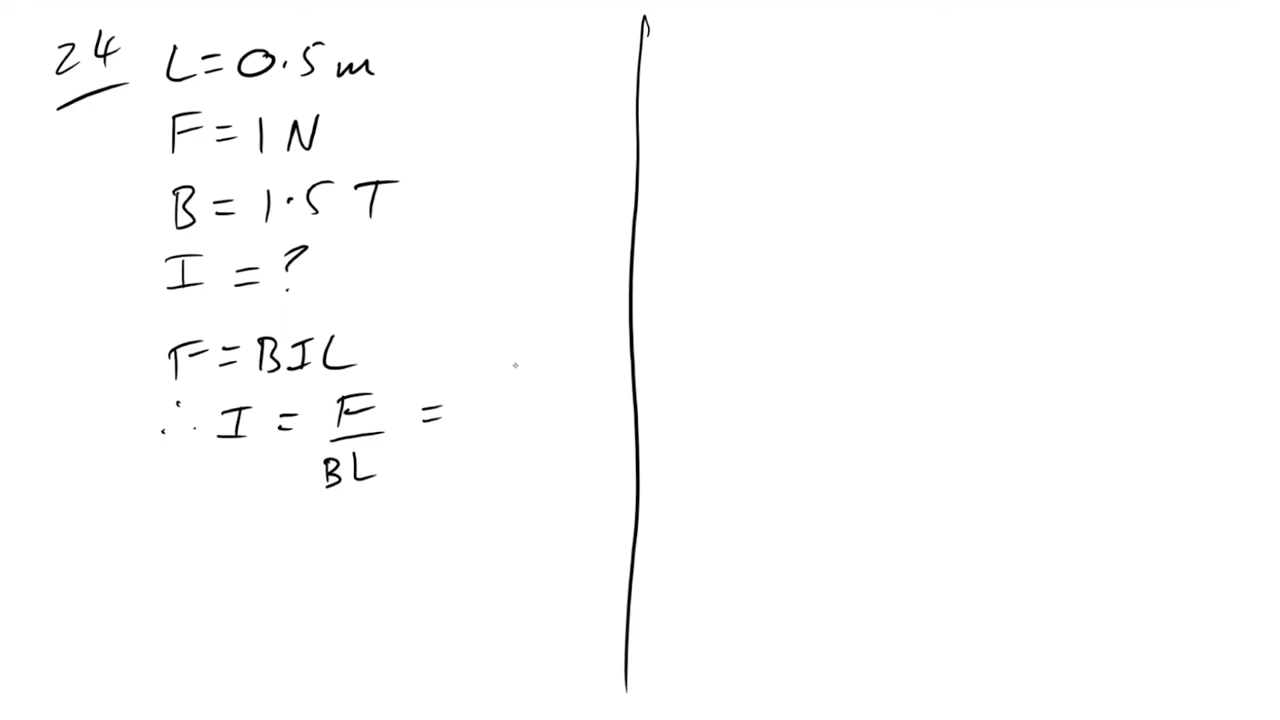 24 L = 0.5 m
F = 1 N
B = 1.5 T
I = ?
F = BIL
∴ I = F/BL =